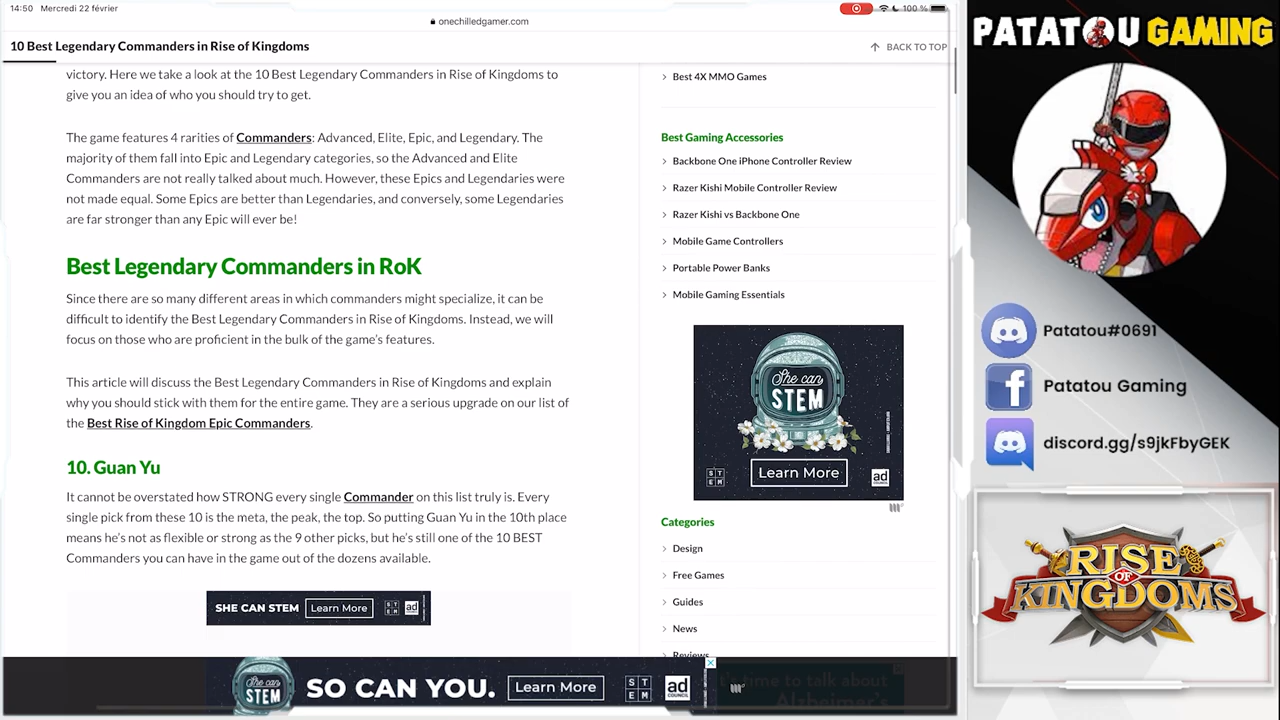 14:50 Mercredi 22 février
100 %
onechilledgamer.com
10 Best Legendary Commanders in Rise of Kingdoms
BACK TO TOP
victory. Here we take a look at the 10 Best Legendary Commanders in Rise of Kingdoms to
give you an idea of who you should try to get.
The game features 4 rarities of Commanders: Advanced, Elite, Epic, and Legendary. The
majority of them fall into Epic and Legendary categories, so the Advanced and Elite
Commanders are not really talked about much. However, these Epics and Legendaries were
not made equal. Some Epics are better than Legendaries, and conversely, some Legendaries
are far stronger than any Epic will ever be!
Best Legendary Commanders in RoK
Since there are so many different areas in which commanders might specialize, it can be
difficult to identify the Best Legendary Commanders in Rise of Kingdoms. Instead, we will
focus on those who are proficient in the bulk of the game's features.
This article will discuss the Best Legendary Commanders in Rise of Kingdoms and explain
why you should stick with them for the entire game. They are a serious upgrade on our list of
the Best Rise of Kingdom Epic Commanders.
10. Guan Yu
It cannot be overstated how STRONG every single Commander on this list truly is. Every
single pick from these 10 is the meta, the peak, the top. So putting Guan Yu in the 10th place
means he's not as flexible or strong as the 9 other picks, but he's still one of the 10 BEST
Commanders you can have in the game out of the dozens available.
SHE CAN STEM Learn More STEM ad
Best 4X MMO Games
Best Gaming Accessories
Backbone One iPhone Controller Review
Razer Kishi Mobile Controller Review
Razer Kishi vs Backbone One
Mobile Game Controllers
Portable Power Banks
Mobile Gaming Essentials
She can
STEM
Learn More
STEM
ad
Categories
Design
Free Games
Guides
News
Reviews
She can
STEM
SO CAN YOU.
Learn More
STEM
ad
COUNCIL
it's time to talk about
Alzheimer's
PATATOU GAMING
Patatou#0691
Patatou Gaming
discord.gg/s9jkFbyGEK
RISE
OF
KINGDOMS